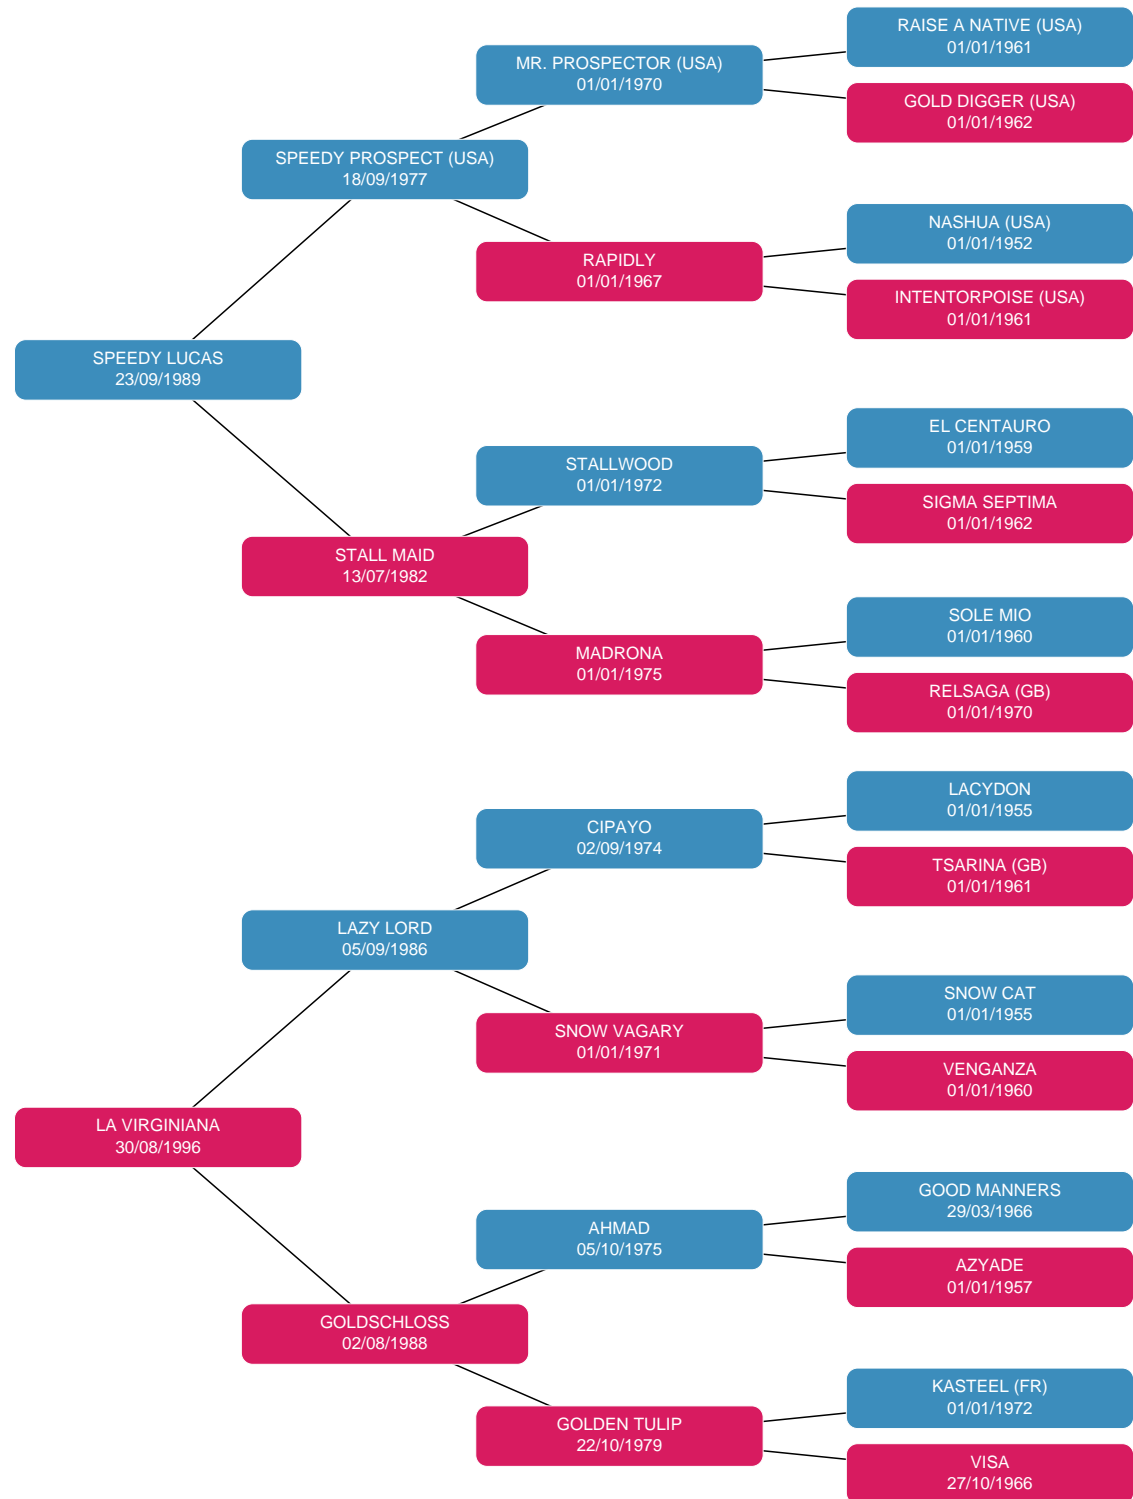 RAISE A NATIVE (USA)
01/01/1961
MR. PROSPECTOR (USA)
01/01/1970
GOLD DIGGER (USA)
01/01/1962
SPEEDY PROSPECT (USA)
18/09/1977
NASHUA (USA)
01/01/1952
RAPIDLY
01/01/1967
INTENTORPOISE (USA)
01/01/1961
SPEEDY LUCAS
23/09/1989
EL CENTAURO
01/01/1959
STALLWOOD
01/01/1972
SIGMA SEPTIMA
01/01/1962
STALL MAID
13/07/1982
SOLE MIO
01/01/1960
MADRONA
01/01/1975
RELSAGA (GB)
01/01/1970
LACYDON
01/01/1955
CIPAYO
02/09/1974
TSARINA (GB)
01/01/1961
LAZY LORD
05/09/1986
SNOW CAT
01/01/1955
SNOW VAGARY
01/01/1971
VENGANZA
01/01/1960
LA VIRGINIANA
30/08/1996
GOOD MANNERS
29/03/1966
AHMAD
05/10/1975
AZYADE
01/01/1957
GOLDSCHLOSS
02/08/1988
KASTEEL (FR)
01/01/1972
GOLDEN TULIP
22/10/1979
VISA
27/10/1966